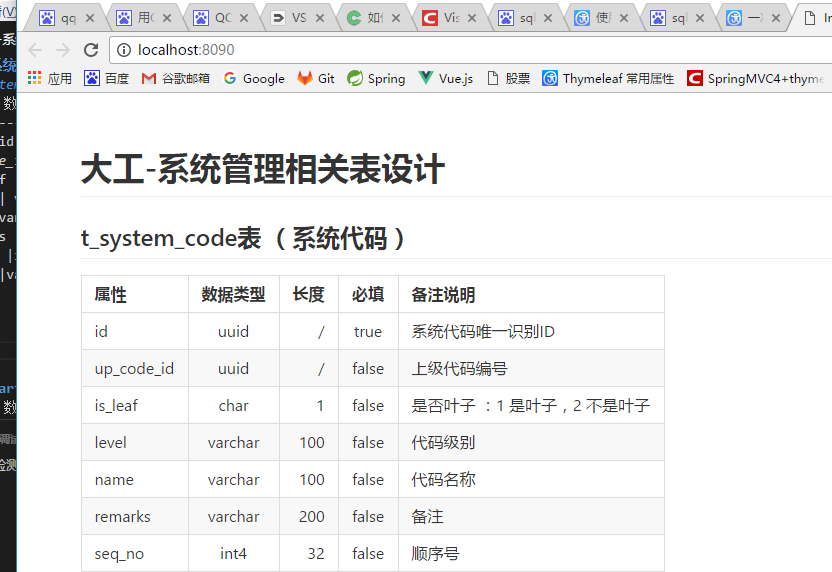 系统
数
id
数
检测
qq
用
QC
VS
如
Vis
sql
使
sql
localhost:8090
应用 百度 谷歌邮箱 Google Git Spring Vue.js 股票 Thymeleaf 常用属性 SpringMVC4+thyme
大工-系统管理相关表设计
t_system_code表 （ 系统代码 ）
属性 数据类型 长度 必填 备注说明
id uuid / true 系统代码唯一识别ID
up_code_id uuid / false 上级代码编号
is_leaf char 1 false 是否叶子 ：1 是叶子，2 不是叶子
level varchar 100 false 代码级别
name varchar 100 false 代码名称
remarks varchar 200 false 备注
seq_no int4 32 false 顺序号